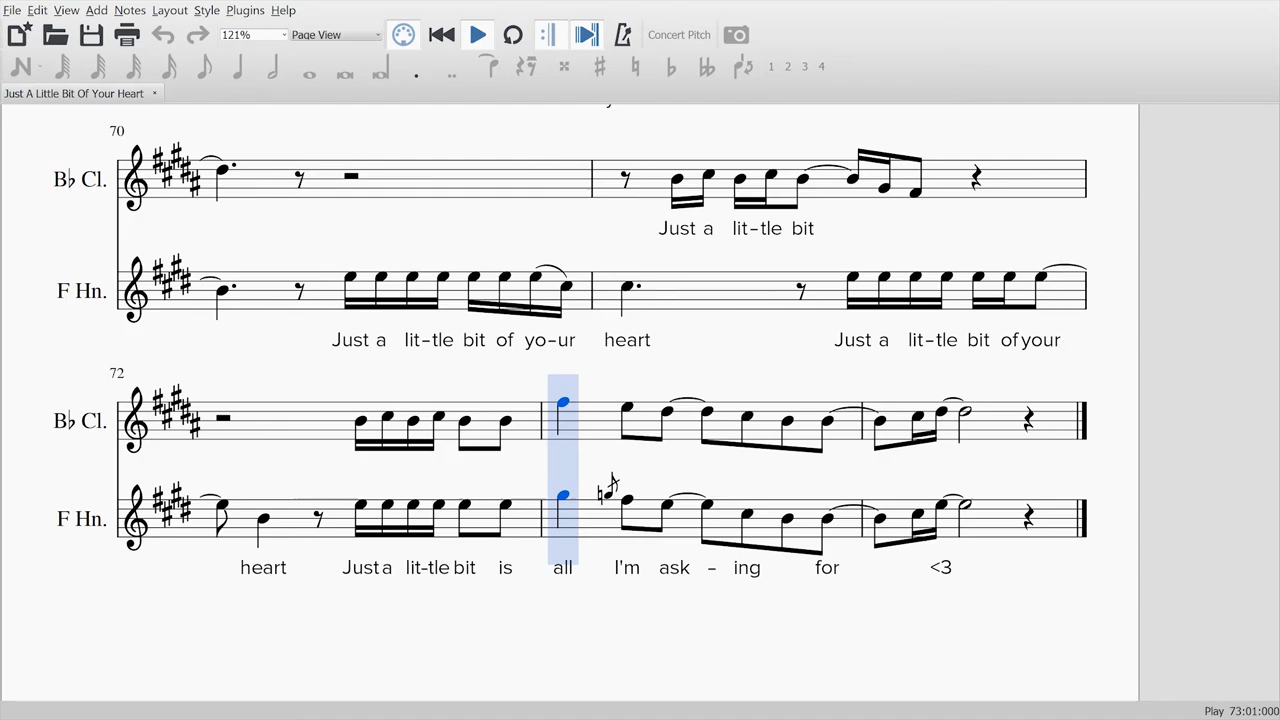 File Edit View Add Notes Layout Style Plugins Help
121% Page View Concert Pitch
1 2 3 4
Just A Little Bit Of Your Heart ×
70
B♭ Cl.
Just a lit-tle bit
F Hn.
Just a lit-tle bit of yo-ur heart Just a lit-tle bit of your
72
B♭ Cl.
F Hn.
heart Just a lit-tle bit is all I'm ask - ing for <3
Play 73:01:000